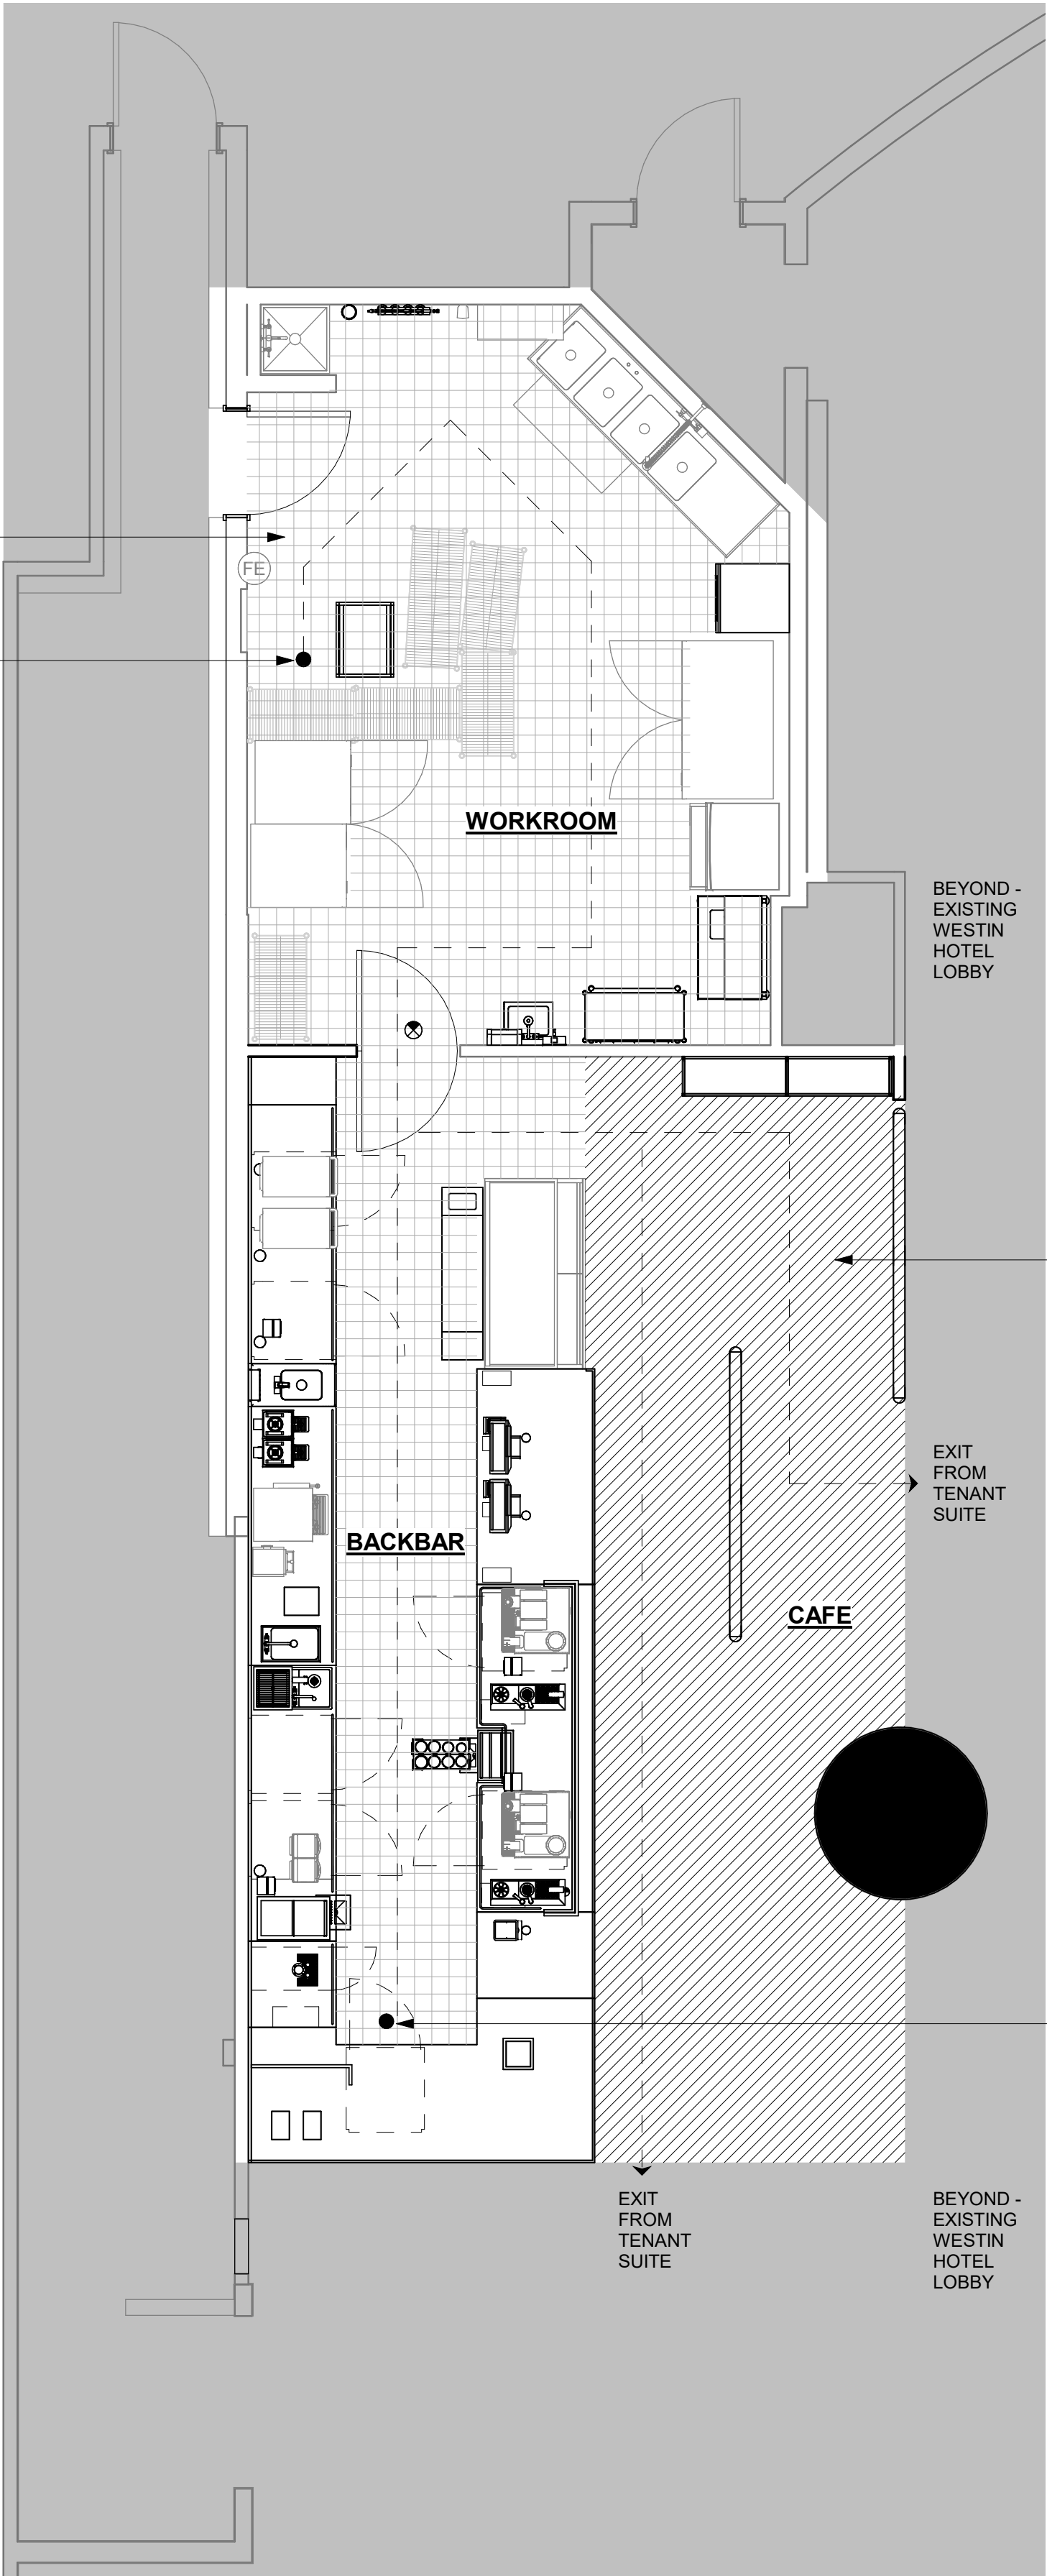 FE
WORKROOM
BEYOND -
EXISTING
WESTIN
HOTEL
LOBBY
EXIT
FROM
TENANT
SUITE
BACKBAR
CAFE
EXIT
FROM
TENANT
SUITE
BEYOND -
EXISTING
WESTIN
HOTEL
LOBBY